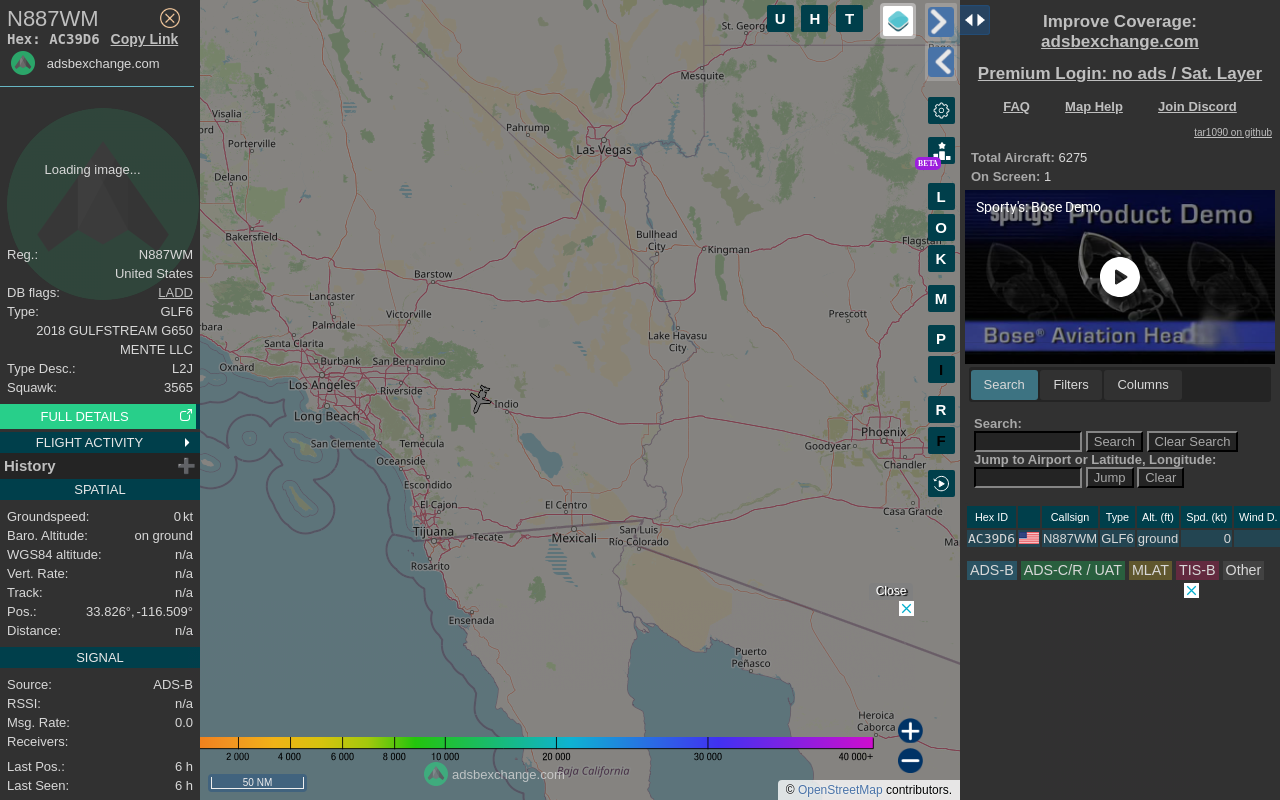 N887WM
Hex: AC39D6 Copy Link
adsbexchange.com
Loading image...
Reg.: N887WM
United States
DB flags: LADD
Type: GLF6
2018 GULFSTREAM G650
MENTE LLC
Type Desc.: L2J
Squawk: 3565
FULL DETAILS
FLIGHT ACTIVITY
History
SPATIAL
Groundspeed: 0 kt
Baro. Altitude: on ground
WGS84 altitude: n/a
Vert. Rate: n/a
Track: n/a
Pos.: 33.826°, -116.509°
Distance: n/a
SIGNAL
Source: ADS-B
RSSI: n/a
Msg. Rate: 0.0
Receivers:
Last Pos.: 6 h
Last Seen: 6 h
U H T
St. George
Mesquite
Visalia
ord
Porterville
Pahrump
Las Vegas
Delano
BETA
L
O
K
M
P
I
R
F
Bakersfield
Bullhead
City
Kingman
Flagst
Barstow
Lancaster
Palmdale
Victorville
Prescott
bara
Lake Havasu
City
Santa Clarita
Oxnard
Burbank
San Bernardino
Los Angeles
Riverside
Long Beach
Indio
San Clemente
Temecula
Phoenix
Goodyear
Oceanside
Chandler
Escondido
El Cajon
El Centro
Casa Grande
Tijuana
Tecate
Mexicali
San Luis
Río Colorado
Ma
Rosarito
Close
Ensenada
Puerto
Peñasco
Heroica
Caborca
2 000 4 000 6 000 8 000 10 000 20 000 30 000 40 000+
adsbexchange.com
Baja California
50 NM
© OpenStreetMap contributors.
Improve Coverage:
adsbexchange.com
Premium Login: no ads / Sat. Layer
FAQ Map Help Join Discord
tar1090 on github
Total Aircraft: 6275
On Screen: 1
Sporty's: Bose Demo
sporty's Product Demo
Bose® Aviation Head
Search Filters Columns
Search:
Search Clear Search
Jump to Airport or Latitude, Longitude:
Jump Clear
Hex ID Callsign Type Alt. (ft) Spd. (kt) Wind D.
AC39D6 N887WM GLF6 ground 0
ADS-B ADS-C/R / UAT MLAT TIS-B Other